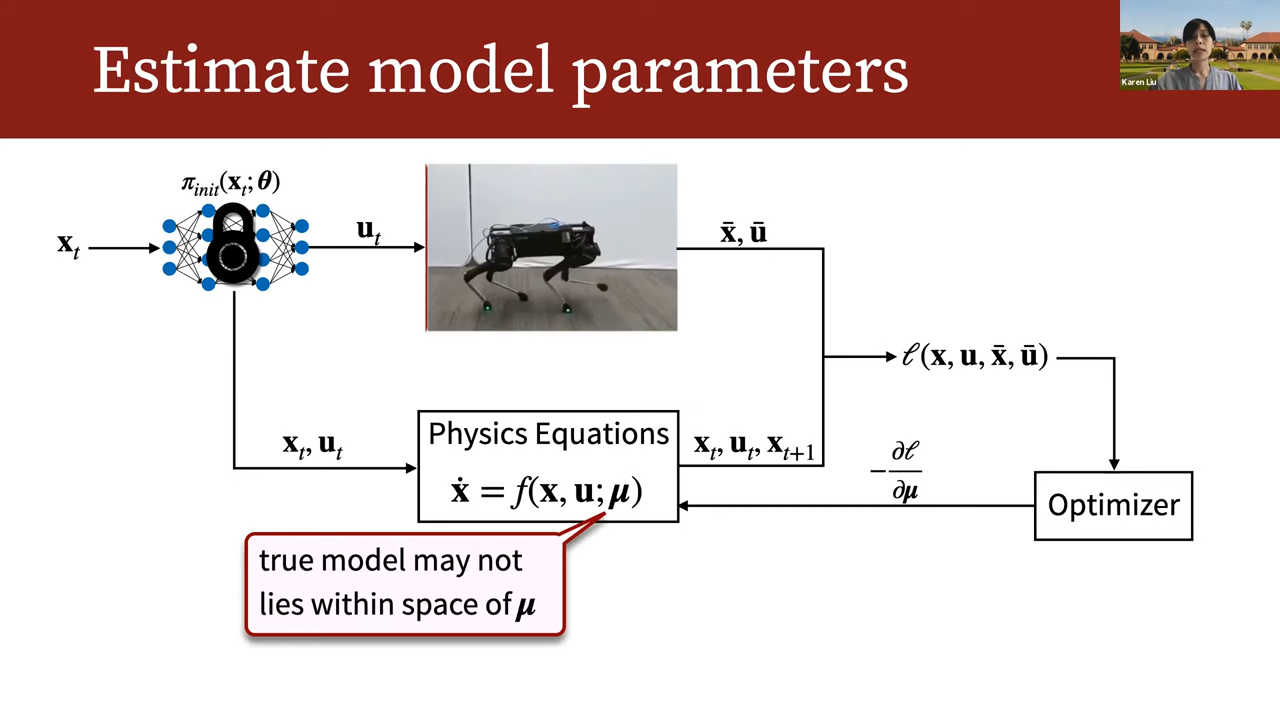 Estimate model parameters
Karen Liu
π_init(x_t; θ)
x_t
u_t
x̄, ū
ℓ(x, u, x̄, ū)
Physics Equations
ẋ = f(x, u; μ)
x_t, u_t
x_t, u_t, x_{t+1}
−∂ℓ/∂μ
Optimizer
true model may not
lies within space of μ